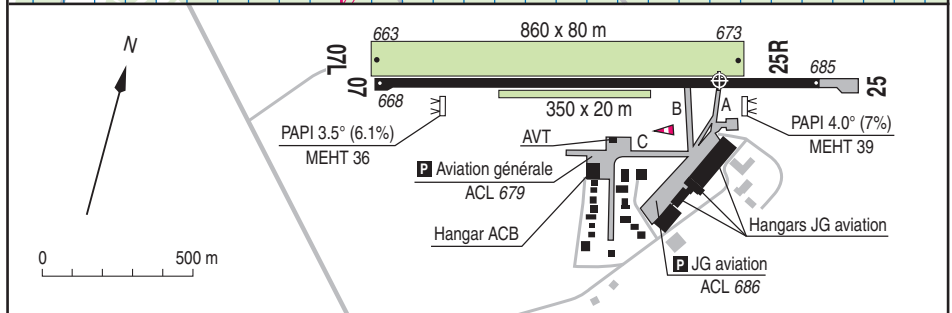 N
663
860 x 80 m
673
07L
25R
07
685
25
668
350 x 20 m
B
A
PAPI 3.5° (6.1%)
MEHT 36
PAPI 4.0° (7%)
MEHT 39
AVT
C
P Aviation générale
ACL 679
Hangar ACB
Hangars JG aviation
0
500 m
P JG aviation
ACL 686